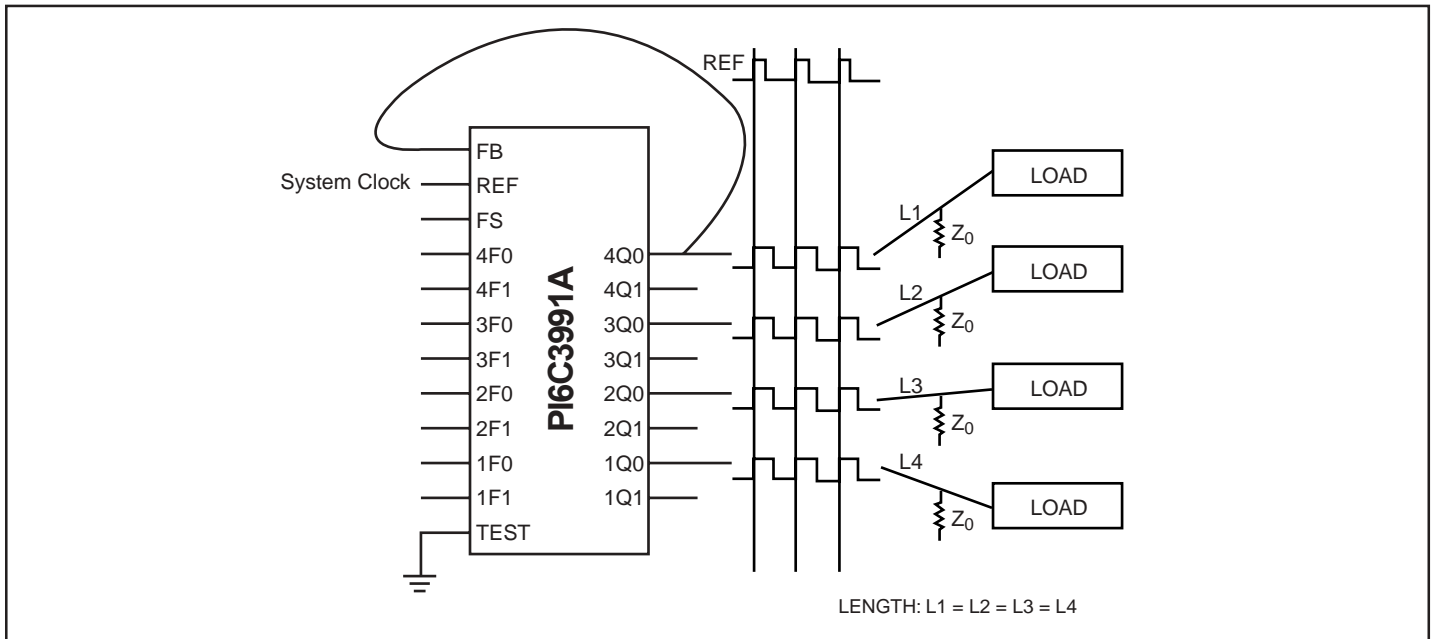 REF
System Clock
FB
REF
FS
4F0
4F1
3F0
3F1
2F0
2F1
1F0
1F1
TEST
PI6C3991A
4Q0
4Q1
3Q0
3Q1
2Q0
2Q1
1Q0
1Q1
L1
Z0
LOAD
L2
Z0
LOAD
L3
Z0
LOAD
L4
Z0
LOAD
LENGTH: L1 = L2 = L3 = L4